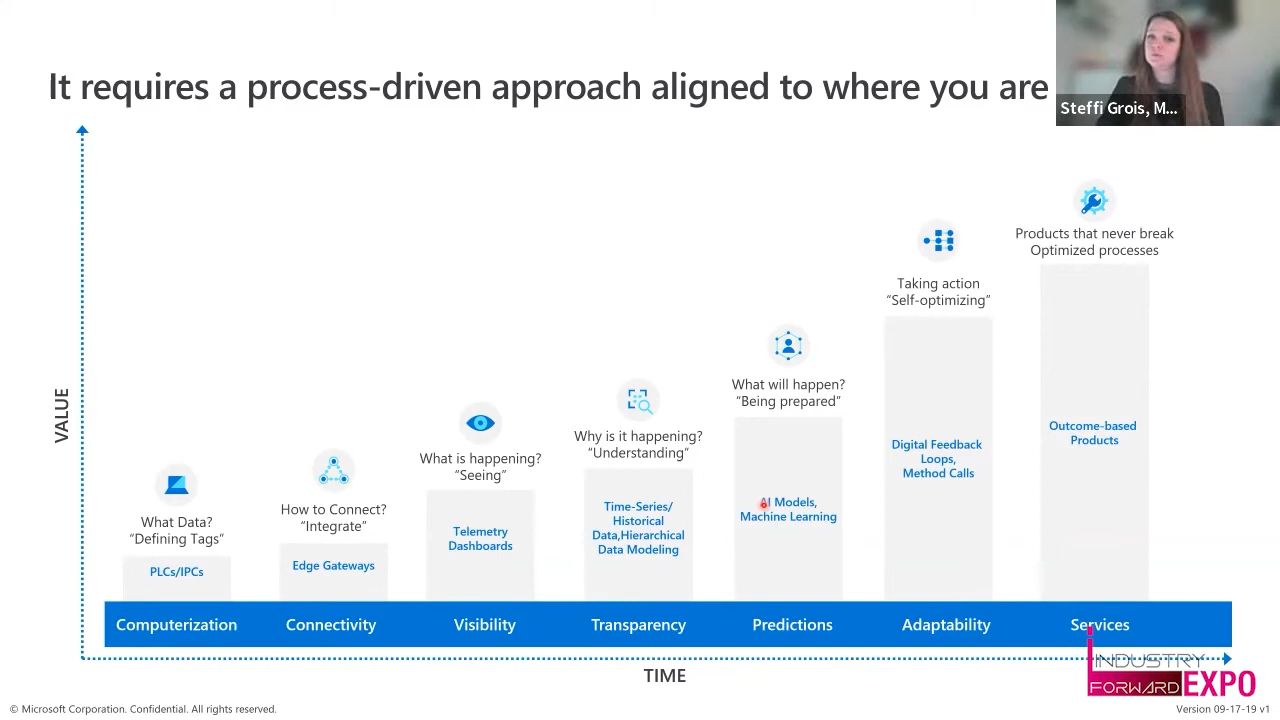 It requires a process-driven approach aligned to where you are
Steffi Grois, M...
VALUE
What Data?
“Defining Tags”
PLCs/IPCs
Computerization
How to Connect?
“Integrate”
Edge Gateways
Connectivity
What is happening?
“Seeing”
Telemetry
Dashboards
Visibility
Why is it happening?
“Understanding”
Time-Series/
Historical
Data,Hierarchical
Data Modeling
Transparency
What will happen?
“Being prepared”
AI Models,
Machine Learning
Predictions
Taking action
“Self-optimizing”
Digital Feedback
Loops,
Method Calls
Adaptability
Products that never break
Optimized processes
Outcome-based
Products
Services
TIME
INDUSTRY
FORWARD EXPO
© Microsoft Corporation. Confidential. All rights reserved.
Version 09-17-19 v1